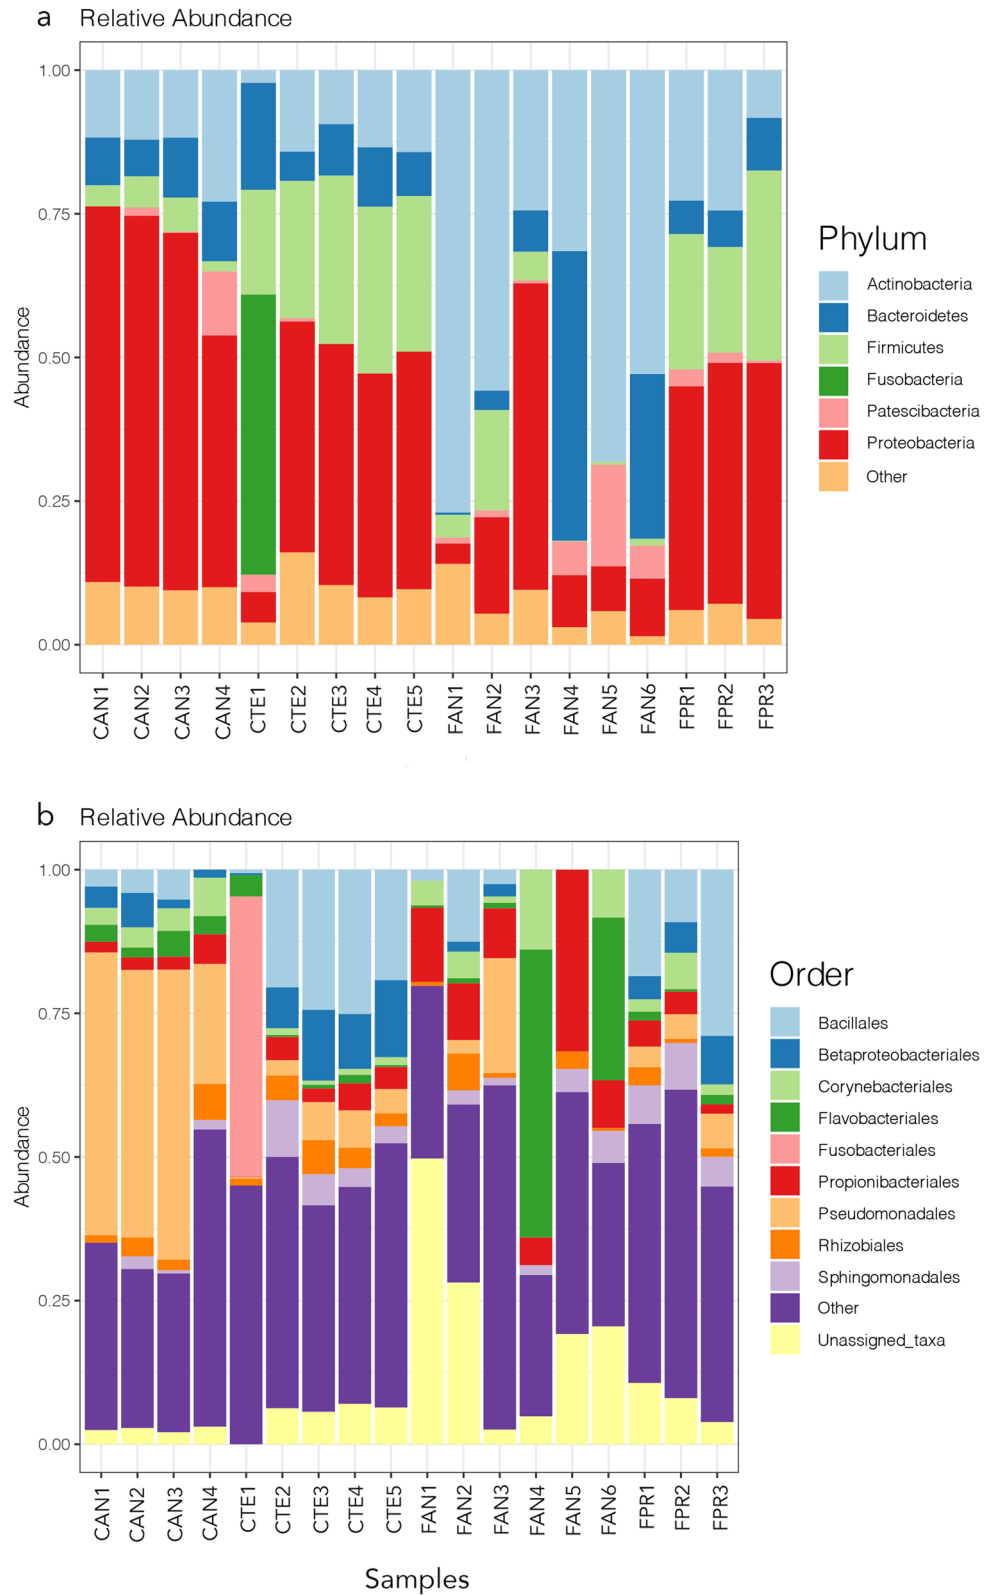 a Relative Abundance
1.00
0.75
0.50
0.25
0.00
Abundance
CAN1 CAN2 CAN3 CAN4 CTE1 CTE2 CTE3 CTE4 CTE5 FAN1 FAN2 FAN3 FAN4 FAN5 FAN6 FPR1 FPR2 FPR3
Phylum
Actinobacteria
Bacteroidetes
Firmicutes
Fusobacteria
Patescibacteria
Proteobacteria
Other
b Relative Abundance
1.00
0.75
0.50
0.25
0.00
Abundance
CAN1 CAN2 CAN3 CAN4 CTE1 CTE2 CTE3 CTE4 CTE5 FAN1 FAN2 FAN3 FAN4 FAN5 FAN6 FPR1 FPR2 FPR3
Samples
Order
Bacillales
Betaproteobacteriales
Corynebacteriales
Flavobacteriales
Fusobacteriales
Propionibacteriales
Pseudomonadales
Rhizobiales
Sphingomonadales
Other
Unassigned_taxa